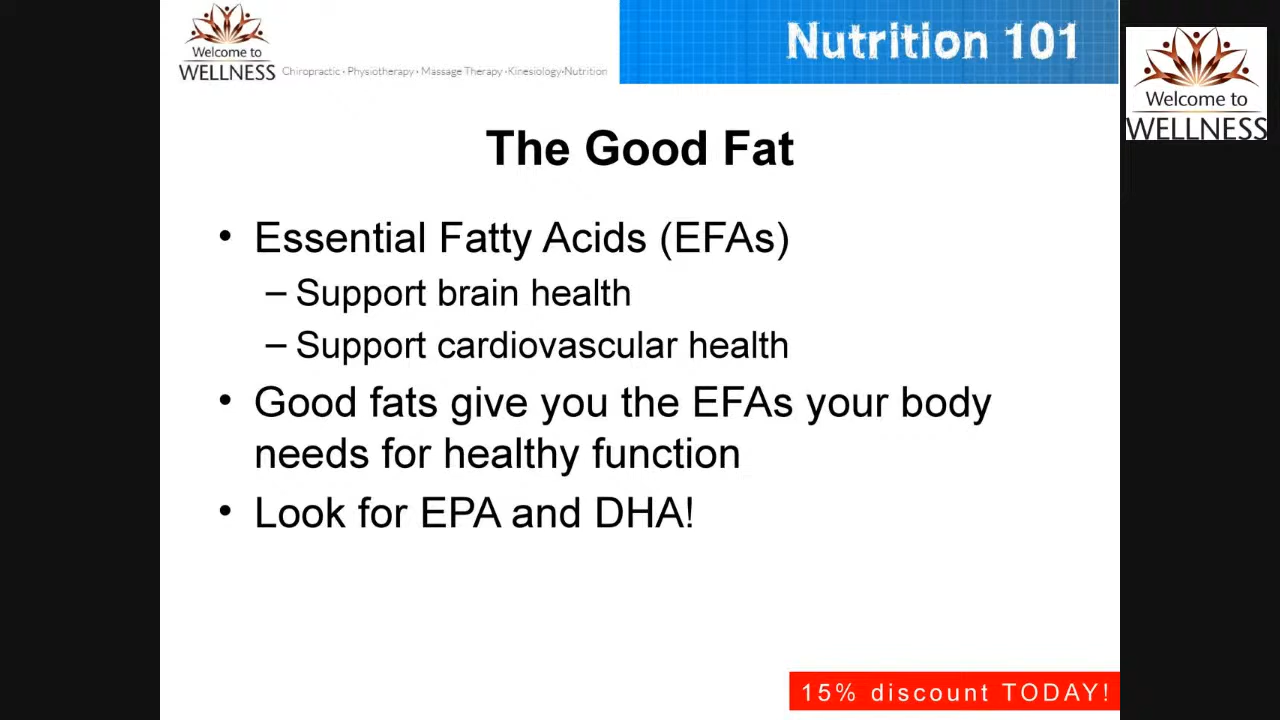 Welcome to
WELLNESS
Chiropractic • Physiotherapy • Massage Therapy •Kinesiology•Nutrition
Nutrition 101
Welcome to
WELLNESS
The Good Fat
• Essential Fatty Acids (EFAs)
– Support brain health
– Support cardiovascular health
• Good fats give you the EFAs your body
needs for healthy function
• Look for EPA and DHA!
15% discount TODAY!